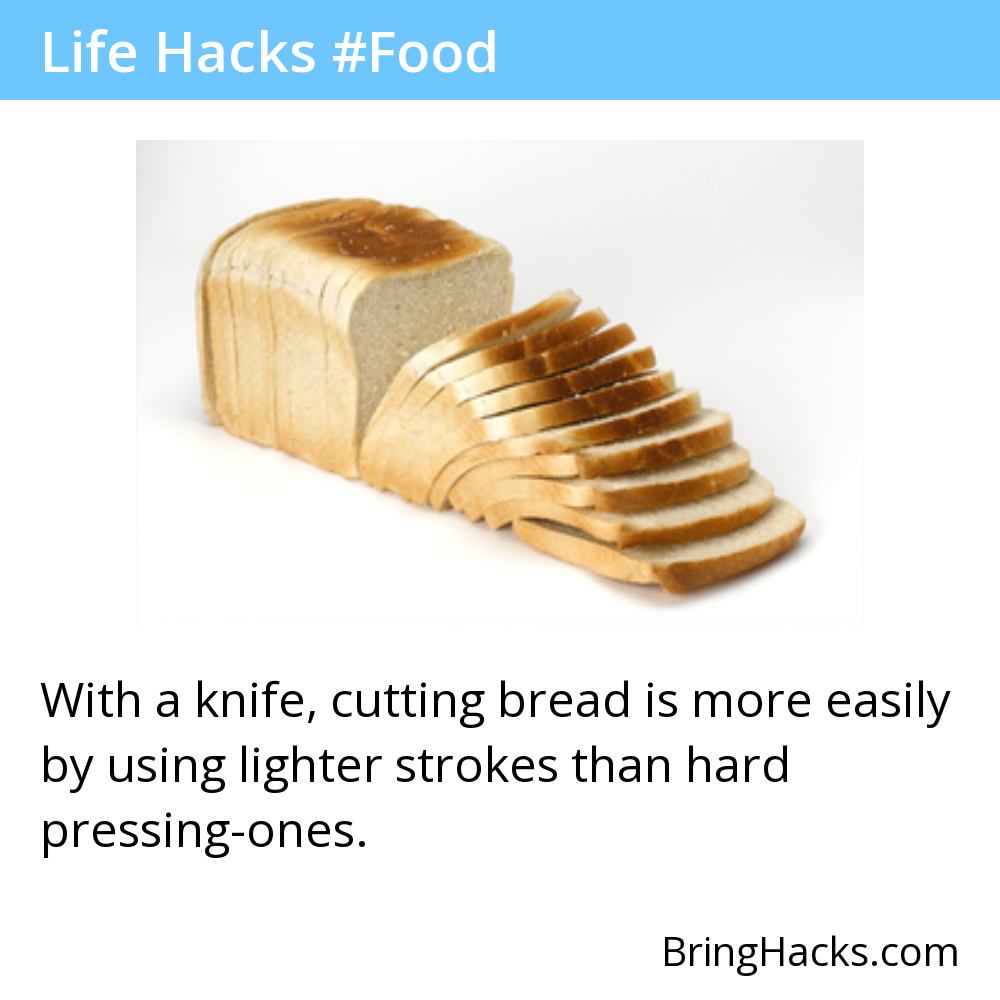 Life Hacks #Food
With a knife, cutting bread is more easily
by using lighter strokes than hard
pressing-ones.
BringHacks.com